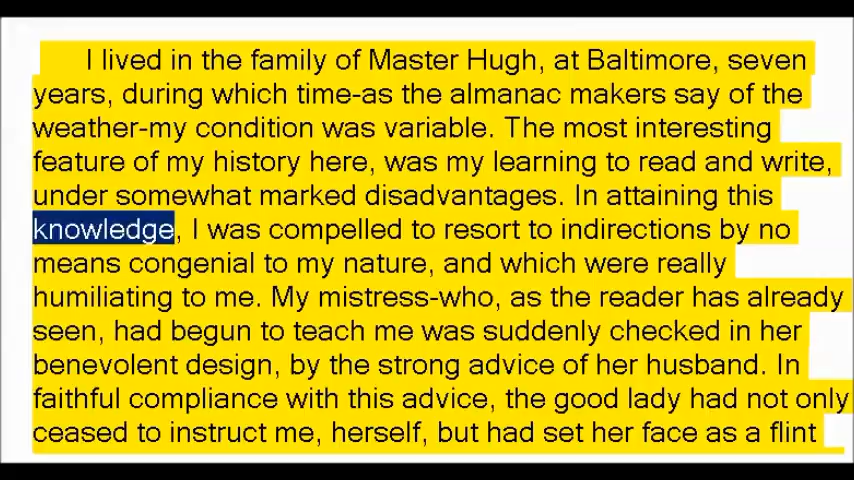 I lived in the family of Master Hugh, at Baltimore, seven
years, during which time-as the almanac makers say of the
weather-my condition was variable. The most interesting
feature of my history here, was my learning to read and write,
under somewhat marked disadvantages. In attaining this
knowledge, I was compelled to resort to indirections by no
means congenial to my nature, and which were really
humiliating to me. My mistress-who, as the reader has already
seen, had begun to teach me was suddenly checked in her
benevolent design, by the strong advice of her husband. In
faithful compliance with this advice, the good lady had not only
ceased to instruct me, herself, but had set her face as a flint